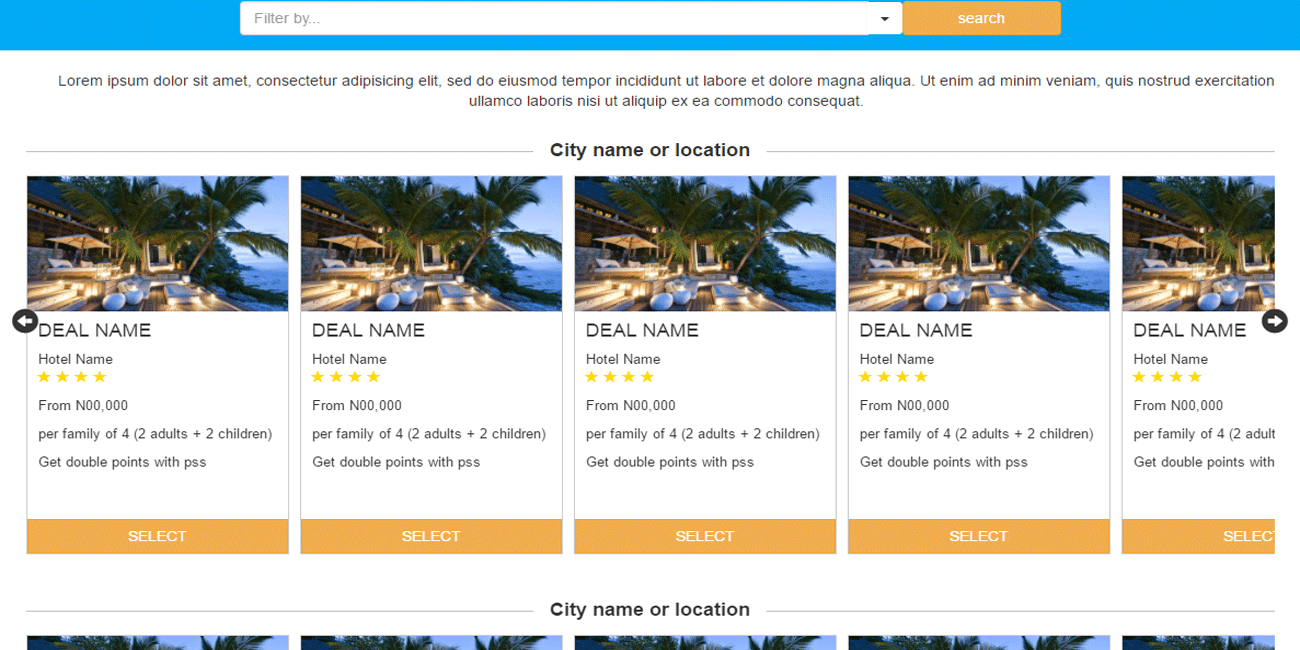 Filter by...
search
Lorem ipsum dolor sit amet, consectetur adipisicing elit, sed do eiusmod tempor incididunt ut labore et dolore magna aliqua. Ut enim ad minim veniam, quis nostrud exercitation
ullamco laboris nisi ut aliquip ex ea commodo consequat.
City name or location
DEAL NAME
Hotel Name
From N00,000
per family of 4 (2 adults + 2 children)
Get double points with pss
SELECT
DEAL NAME
Hotel Name
From N00,000
per family of 4 (2 adults + 2 children)
Get double points with pss
SELECT
DEAL NAME
Hotel Name
From N00,000
per family of 4 (2 adults + 2 children)
Get double points with pss
SELECT
DEAL NAME
Hotel Name
From N00,000
per family of 4 (2 adults + 2 children)
Get double points with pss
SELECT
DEAL NAME
Hotel Name
From N00,000
per family of 4 (2 adult
Get double points with
SELECT
City name or location